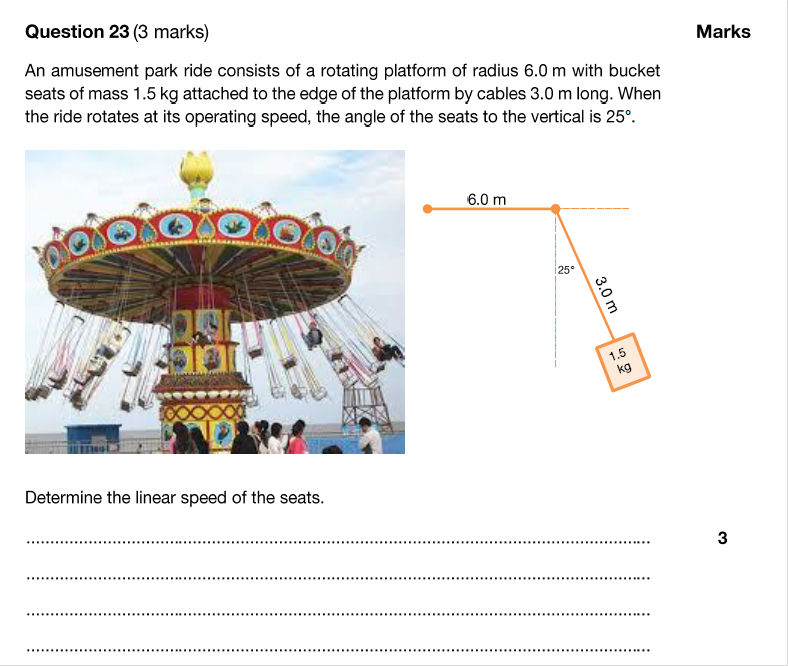 Question 23 (3 marks)
Marks
An amusement park ride consists of a rotating platform of radius 6.0 m with bucket
seats of mass 1.5 kg attached to the edge of the platform by cables 3.0 m long. When
the ride rotates at its operating speed, the angle of the seats to the vertical is 25°.
6.0 m
25°
3.0 m
1.5
kg
Determine the linear speed of the seats.
3